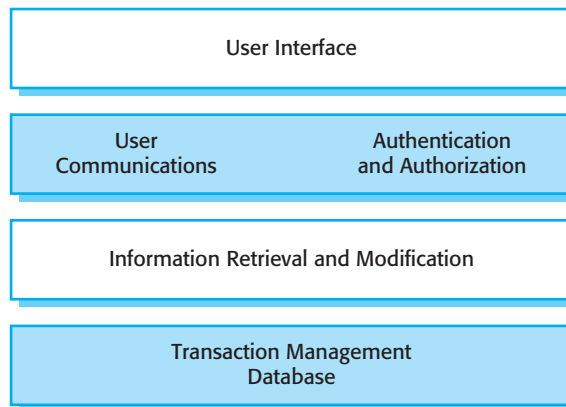 User Interface
User Authentication
Communications and Authorization
Information Retrieval and Modification
Transaction Management
Database